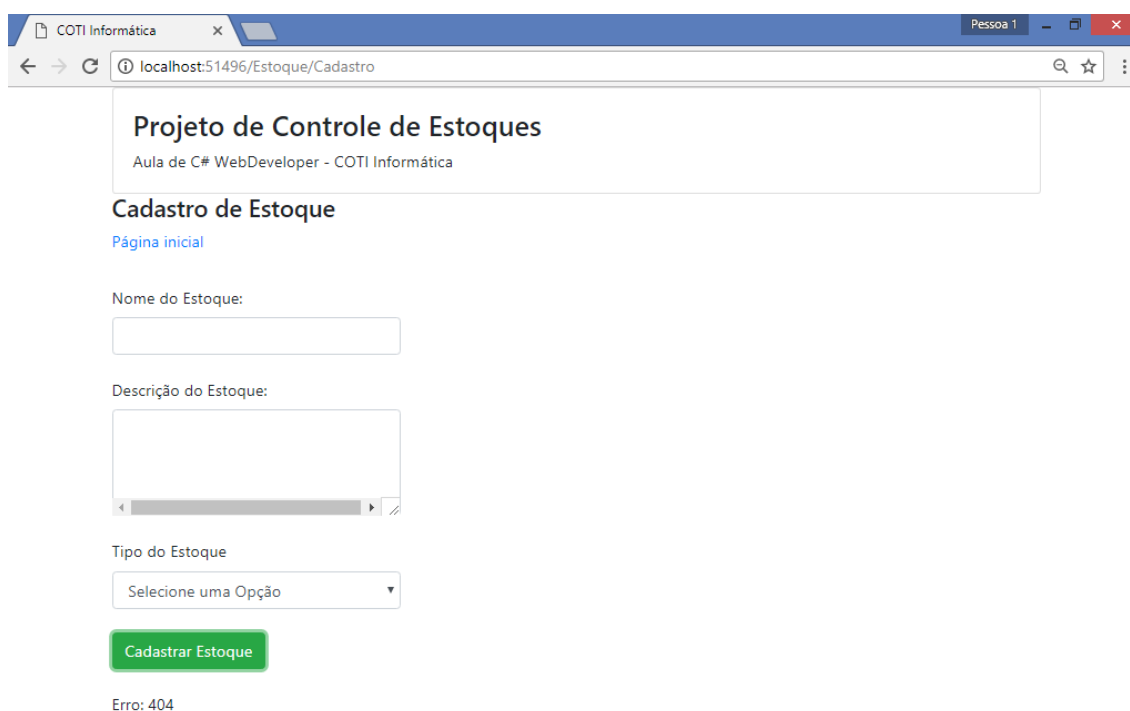 COTI Informática
Pessoa 1
localhost:51496/Estoque/Cadastro
Projeto de Controle de Estoques
Aula de C# WebDeveloper - COTI Informática
Cadastro de Estoque
Página inicial
Nome do Estoque:
Descrição do Estoque:
Tipo do Estoque
Selecione uma Opção
Cadastrar Estoque
Erro: 404